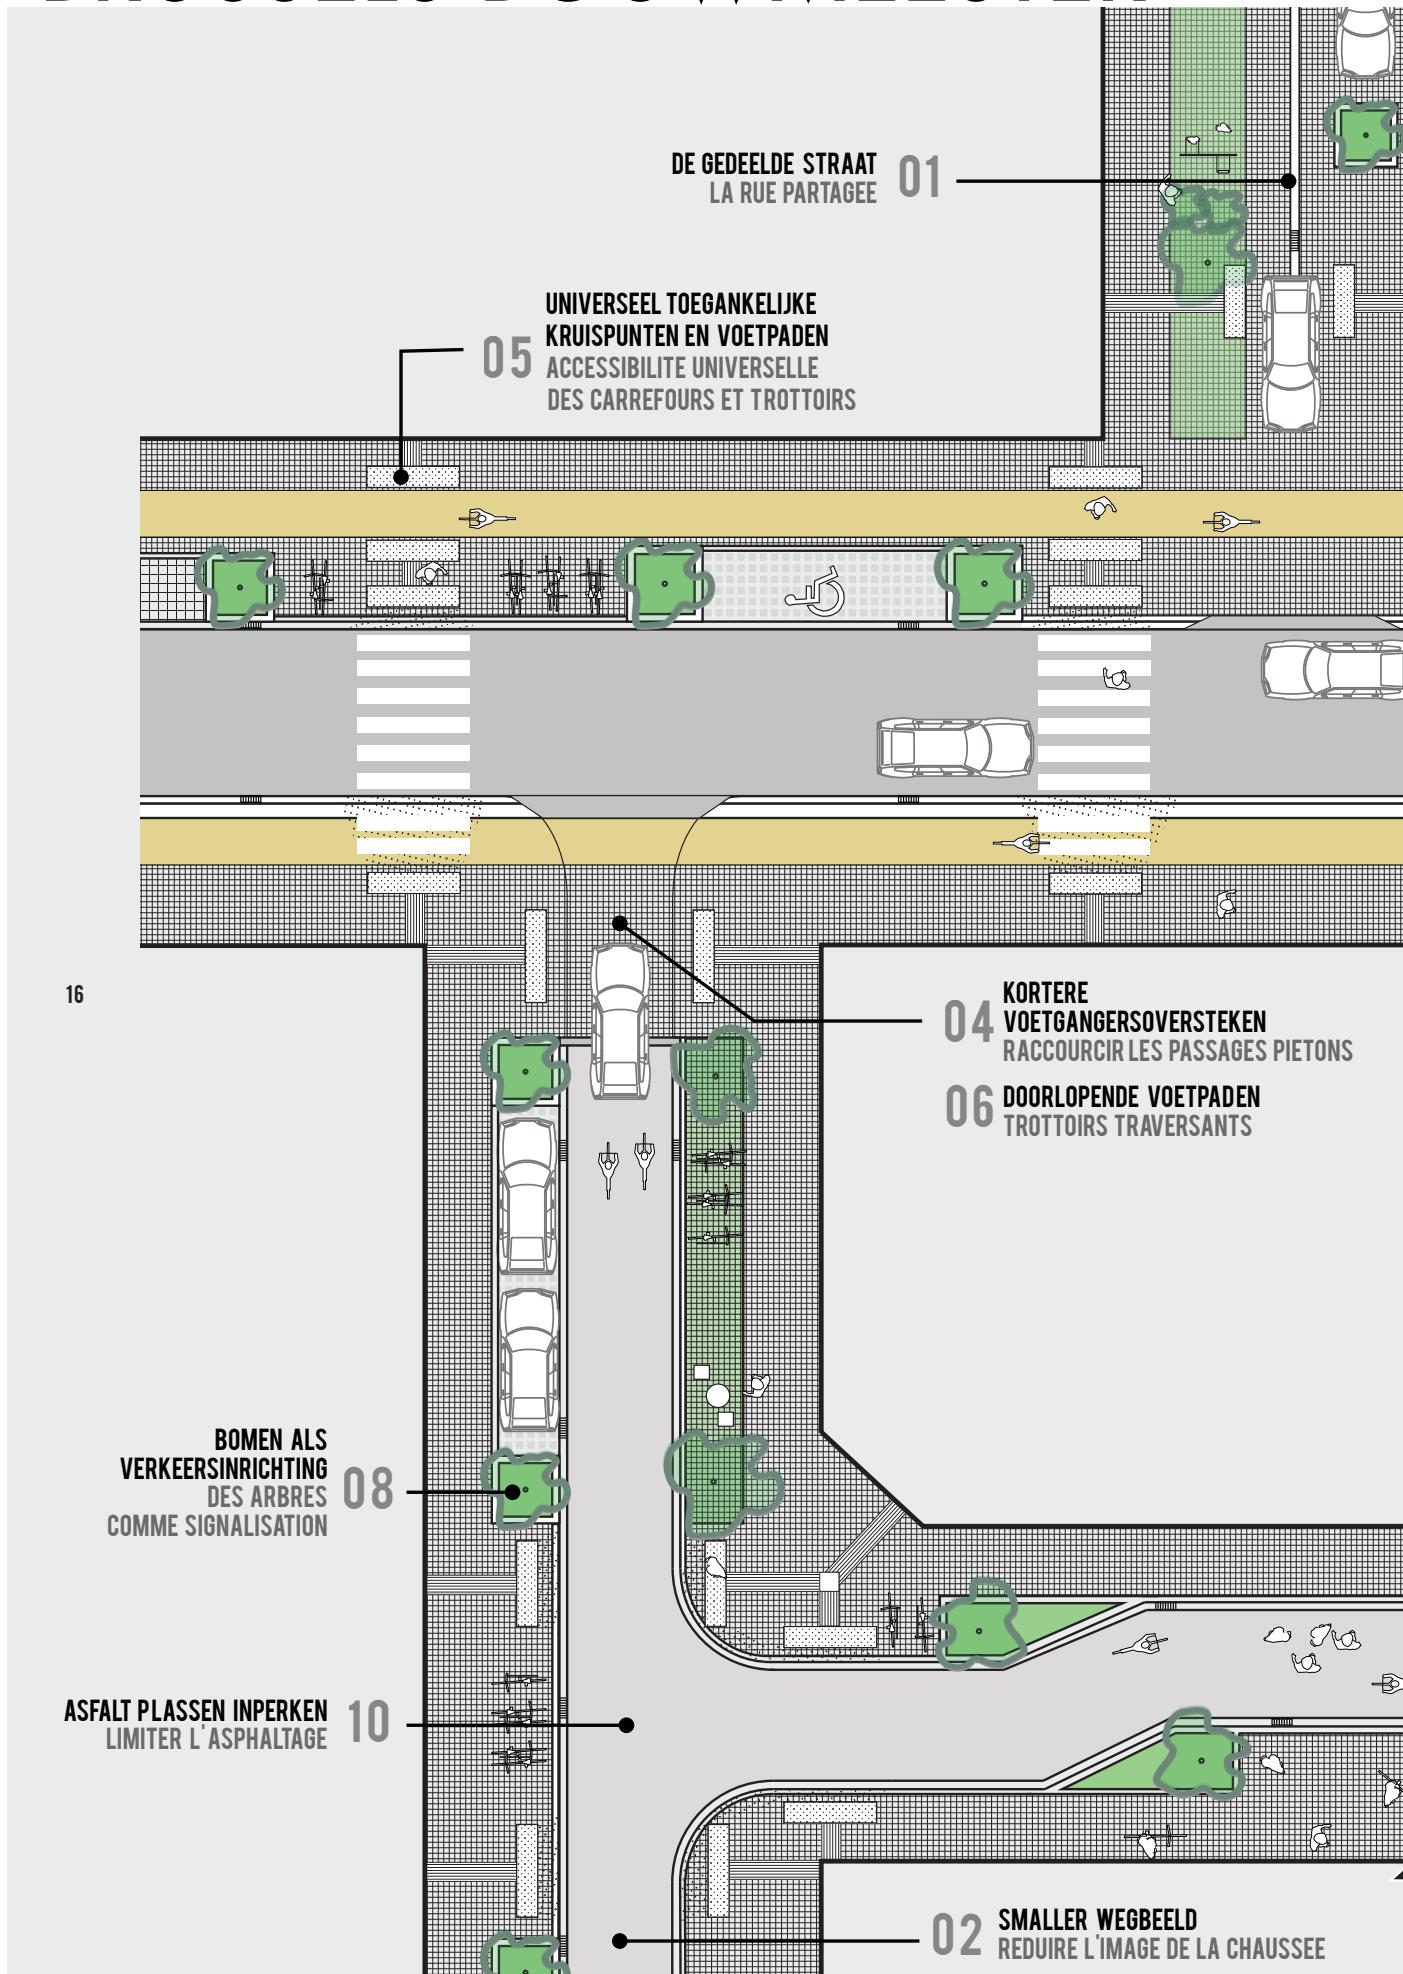 DE GEDEELDE STRAAT
LA RUE PARTAGEE
01
UNIVERSEEL TOEGANKELIJKE
KRUISPUNTEN EN VOETPADEN
05
ACCESSIBILITE UNIVERSELLE
DES CARREFOURS ET TROTTOIRS
16
KORTERE
04
VOETGANGERSOVERSTEKEN
RACCOURCIR LES PASSAGES PIETONS
06
DOORLOPENDE VOETPADEN
TROTTOIRS TRAVERSANTS
BOMEN ALS
VERKEERSINRICHTING
08
DES ARBRES
COMME SIGNALISATION
ASFALT PLASSEN INPERKEN
10
LIMITER L'ASPHALTAGE
02
SMALLER WEGBEELD
REDUIRE L'IMAGE DE LA CHAUSSEE